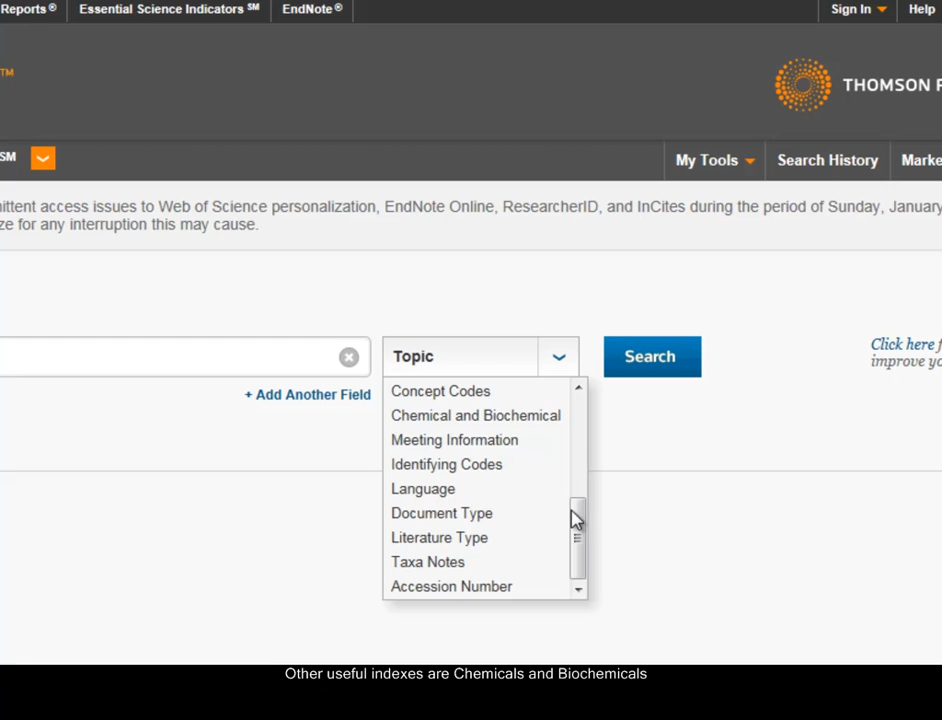 Reports® Essential Science Indicators SM EndNote® Sign In Help
TM
THOMSON
SM My Tools Search History Marke
mittent access issues to Web of Science personalization, EndNote Online, ResearcherID, and InCites during the period of Sunday, January
ze for any interruption this may cause.
Topic Search
Click here f
improve yo
+ Add Another Field
Concept Codes
Chemical and Biochemical
Meeting Information
Identifying Codes
Language
Document Type
Literature Type
Taxa Notes
Accession Number
Other useful indexes are Chemicals and Biochemicals